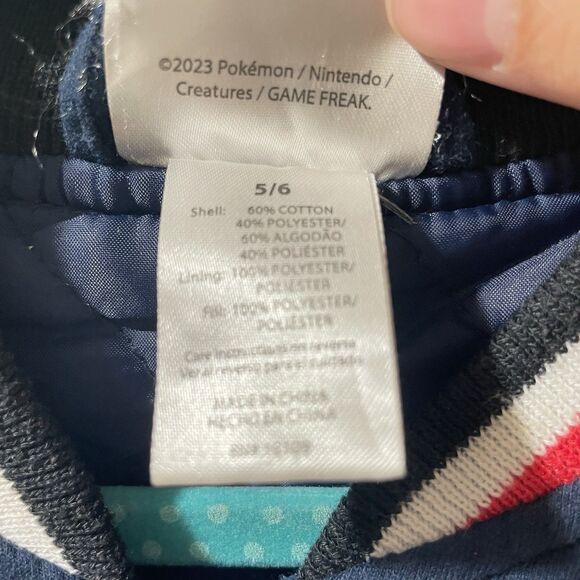 ©2023 Pokémon / Nintendo /
Creatures / GAME FREAK.
5/6
Shell: 60% COTTON
40% POLYESTER/
60% ALGODÃO
40% POLIÉSTER
Lining: 100% POLYESTER/
POLIÉSTER
Fill: 100% POLYESTER/
POLIÉSTER
Care instructions on reverse
Ver al reverso para el cuidado
MADE IN CHINA
HECHO EN CHINA